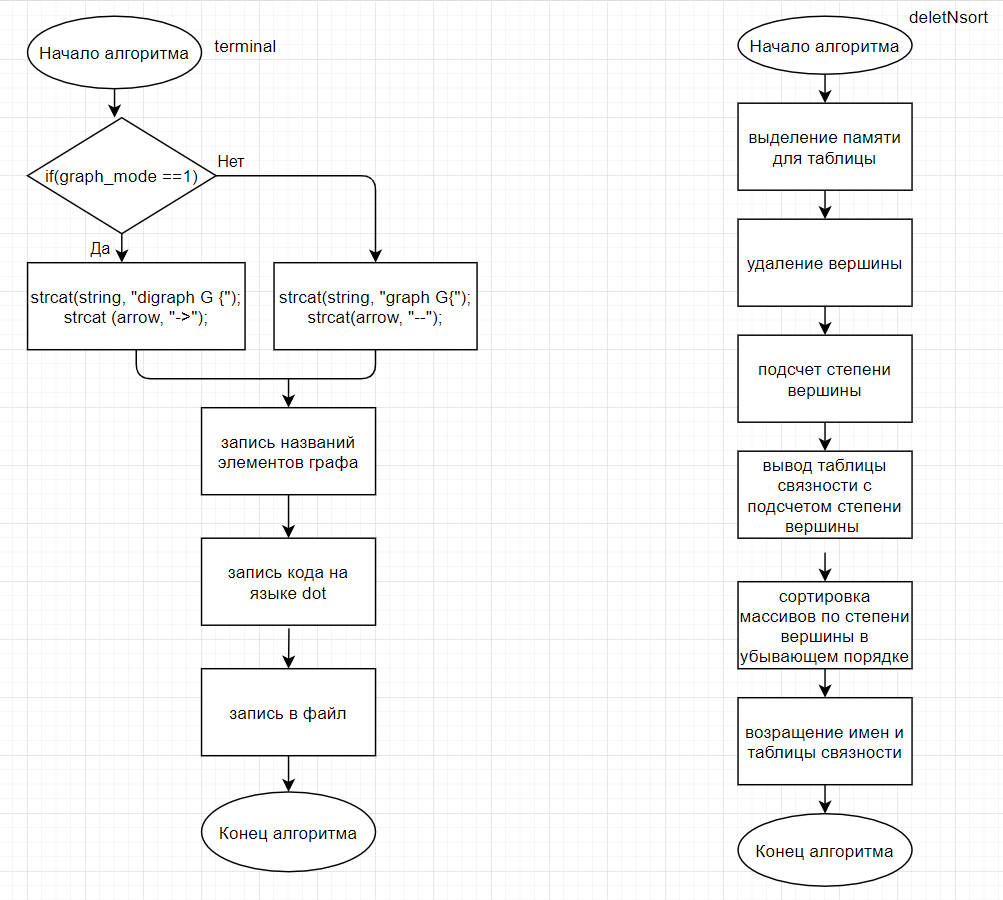 Начало алгоритма
terminal
if(graph_mode ==1)
Нет
Да
strcat(string, "digraph G {");
strcat (arrow, "->");
strcat(string, "graph G{");
strcat(arrow, "--");
запись названий
элементов графа
запись кода на
языке dot
запись в файл
Конец алгоритма
deletNsort
Начало алгоритма
выделение памяти
для таблицы
удаление вершины
подсчет степени
вершины
вывод таблицы
связности с
подсчетом степени
вершины
сортировка
массивов по степени
вершины в
убывающем порядке
возращение имен и
таблицы связности
Конец алгоритма